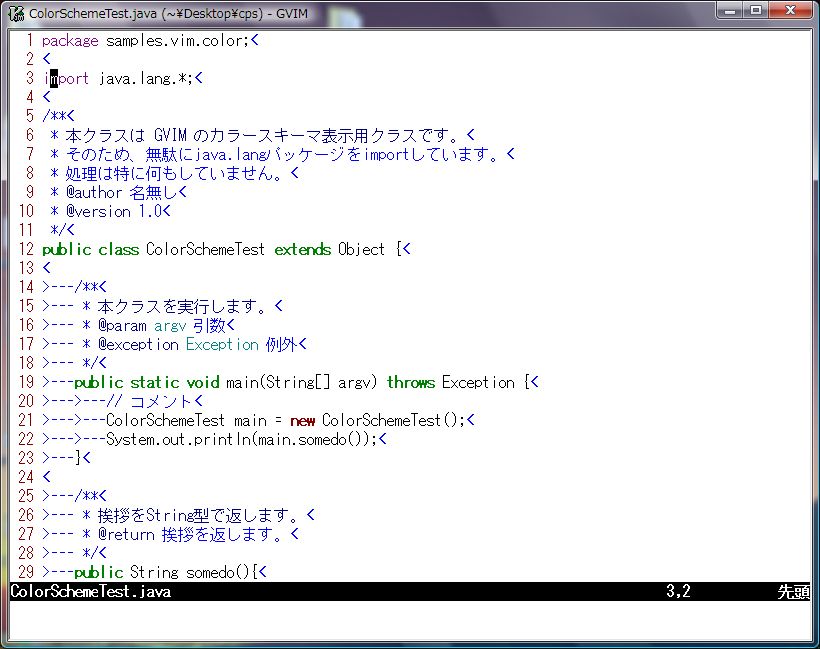 ColorSchemeTest.java (~¥Desktop¥cps) - GVIM
1 package samples.vim.color;<
2 <
3 import java.lang.*;<
4 <
5 /**<
6  * 本クラスは GVIM のカラースキーマ表示用クラスです。<
7  * そのため、無駄にjava.langパッケージをimportしています。<
8  * 処理は特に何もしていません。<
9  * @author 名無し<
10  * @version 1.0<
11  */<
12 public class ColorSchemeTest extends Object {<
13 <
14 >---/**<
15 >--- * 本クラスを実行します。<
16 >--- * @param argv 引数<
17 >--- * @exception Exception 例外<
18 >--- */<
19 >---public static void main(String[] argv) throws Exception {<
20 >--->---// コメント<
21 >--->---ColorSchemeTest main = new ColorSchemeTest();<
22 >--->---System.out.println(main.somedo());<
23 >---}<
24 <
25 >---/**<
26 >--- * 挨拶をString型で返します。<
27 >--- * @return 挨拶を返します。<
28 >--- */<
29 >---public String somedo(){<
ColorSchemeTest.java 3,2 先頭